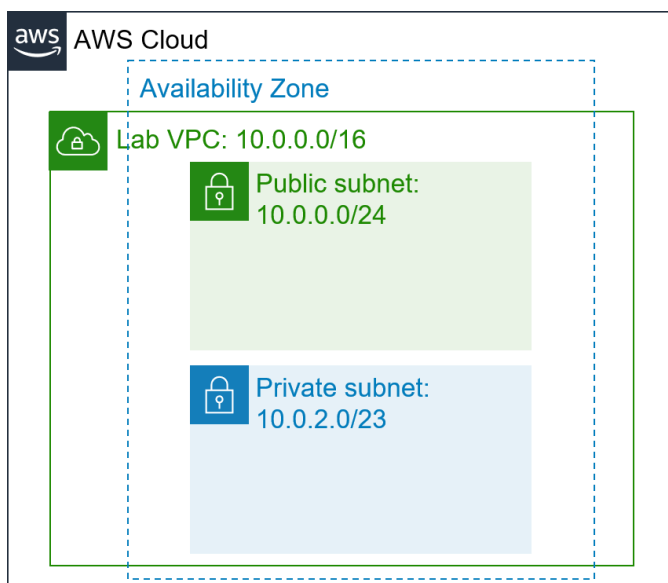 aws
AWS Cloud
Availability Zone
Lab VPC: 10.0.0.0/16
Public subnet:
10.0.0.0/24
Private subnet:
10.0.2.0/23